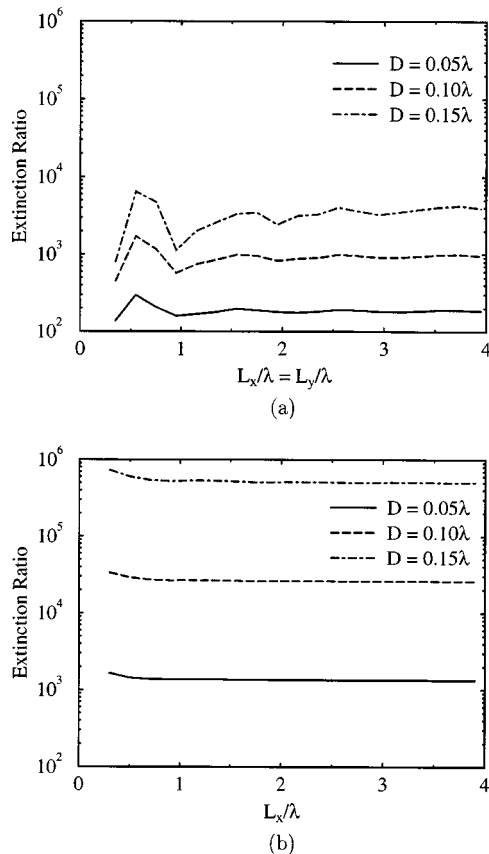 10^6
10^5
10^4
10^3
10^2
Extinction Ratio
D = 0.05λ
D = 0.10λ
D = 0.15λ
0 1 2 3 4
L_x/λ = L_y/λ
(a)
10^6
10^5
10^4
10^3
10^2
Extinction Ratio
D = 0.05λ
D = 0.10λ
D = 0.15λ
0 1 2 3 4
L_x/λ
(b)